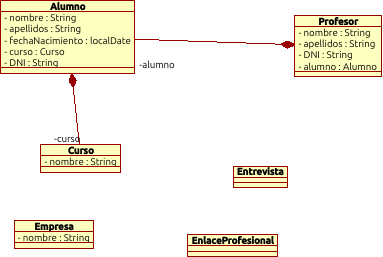 Alumno
- nombre : String
- apellidos : String
- fechaNacimiento : localDate
- curso : Curso
- DNI : String
Profesor
- nombre : String
- apellidos : String
- DNI : String
- alumno : Alumno
-alumno
-curso
Curso
- nombre : String
Entrevista
Empresa
- nombre : String
EnlaceProfesional